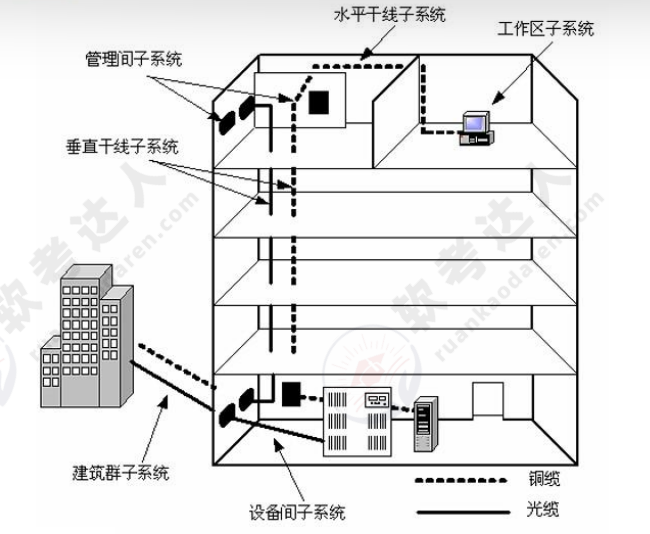 水平干线子系统
工作区子系统
管理间子系统
垂直干线子系统
软考达人
ruankaodaren.com
软考达人
ruankaodaren.com
建筑群子系统
设备间子系统
铜缆
光缆